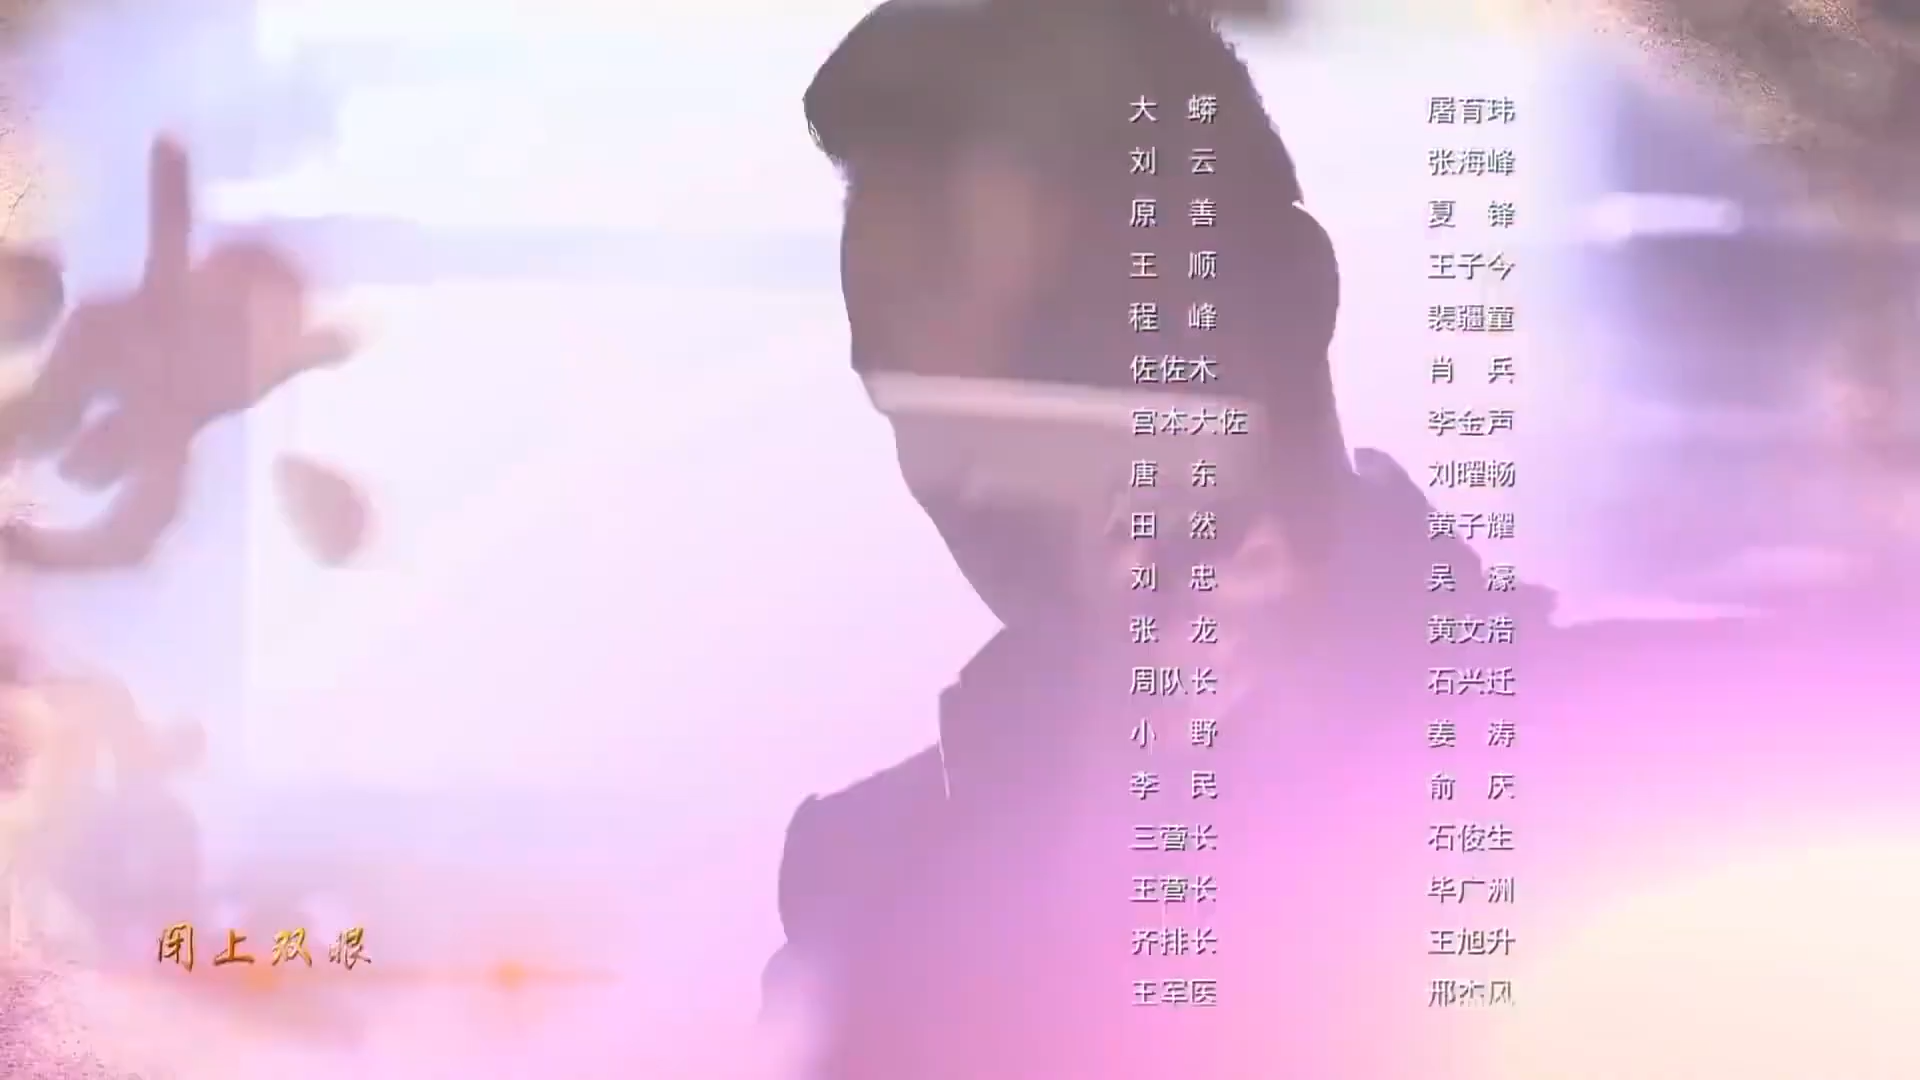 大 蟒 屠育玮
刘 云 张海峰
原 善 夏 锋
王 顺 王子今
程 峰 裴疆童
佐佐木 肖 兵
宫本大佐 李金声
唐 东 刘曜畅
田 然 黄子耀
刘 忠 吴 濠
张 龙 黄文浩
周队长 石兴迁
小 野 姜 涛
李 民 俞 庆
三营长 石俊生
王营长 毕广洲
齐排长 王旭升
王军医 邢杰风
闭上双眼